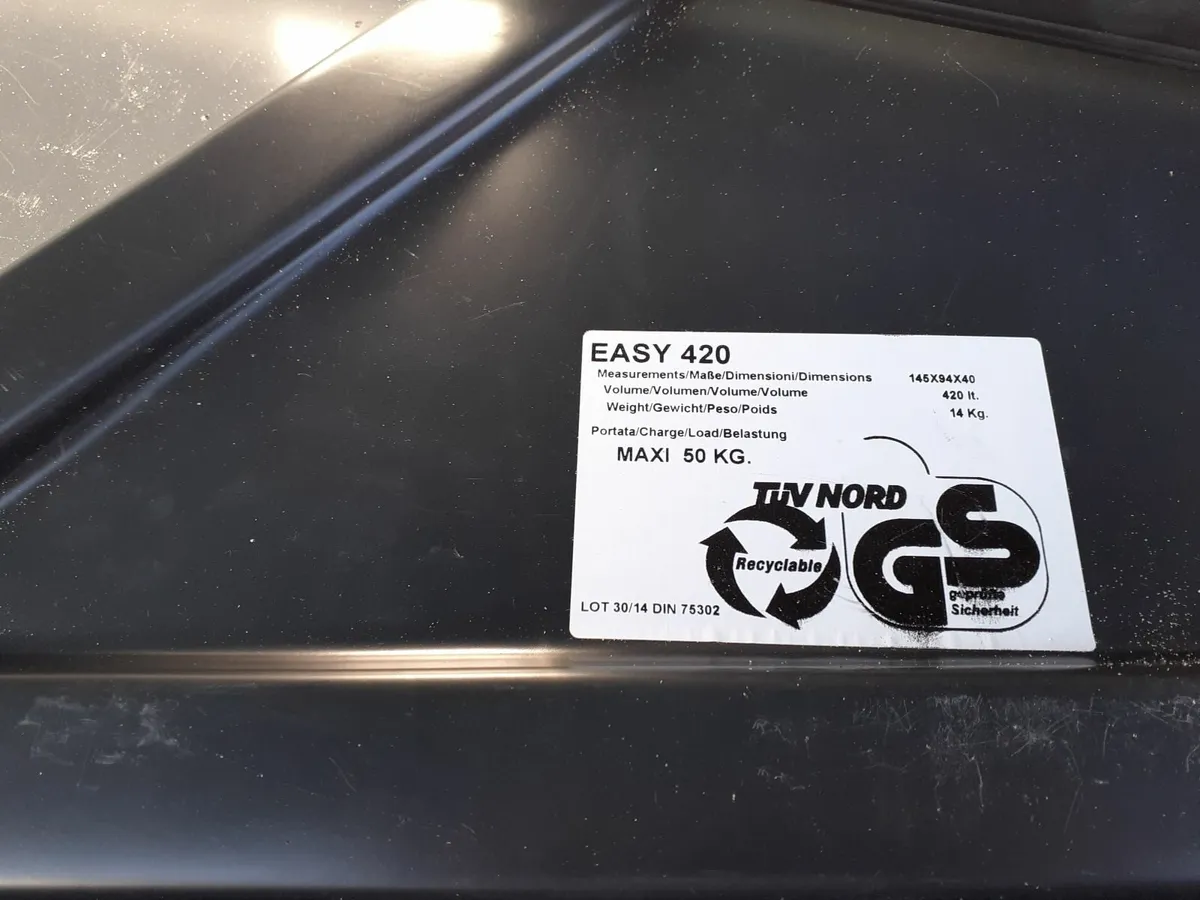 EASY 420
Measurements/Maße/Dimensioni/Dimensions 145X94X40
Volume/Volumen/Volume/Volume 420 lt.
Weight/Gewicht/Peso/Poids 14 Kg.
Portata/Charge/Load/Belastung
MAXI 50 KG.
TÜV NORD
GS
Recyclable
geprüfte
Sicherheit
LOT 30/14 DIN 75302